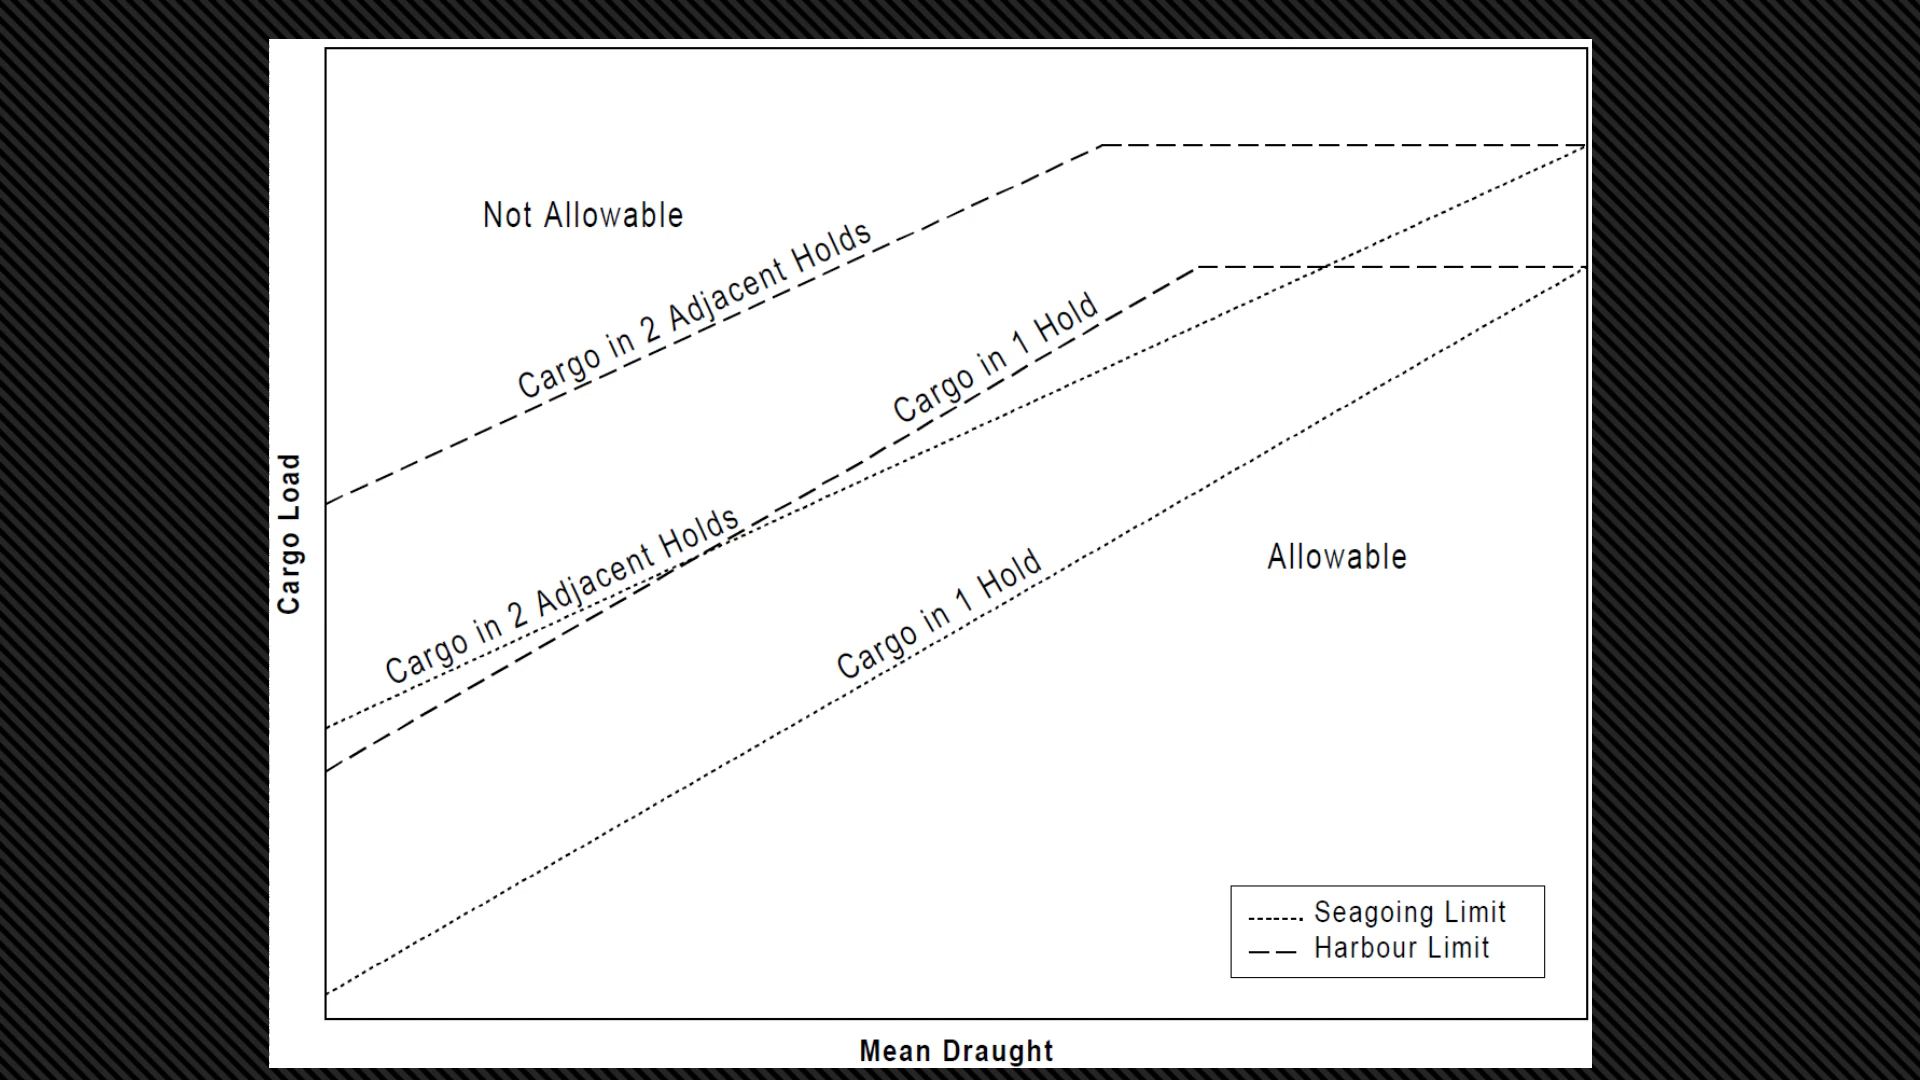 Not Allowable
Cargo in 2 Adjacent Holds
Cargo in 1 Hold
Cargo in 2 Adjacent Holds
Cargo in 1 Hold
Allowable
Cargo Load
Seagoing Limit
Harbour Limit
Mean Draught